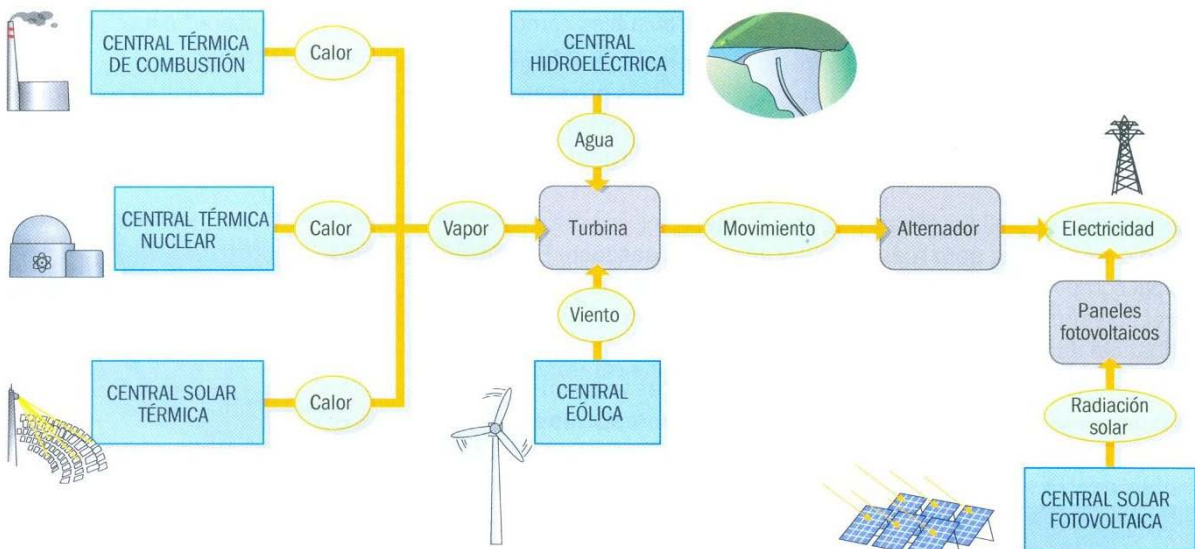 CENTRAL TÉRMICA
DE COMBUSTIÓN
Calor
CENTRAL
HIDROELÉCTRICA
Agua
CENTRAL TÉRMICA
NUCLEAR
Calor
Vapor
Turbina
Movimiento
Alternador
Electricidad
Viento
Paneles
fotovoltaicos
CENTRAL SOLAR
TÉRMICA
Calor
CENTRAL
EÓLICA
Radiación
solar
CENTRAL SOLAR
FOTOVOLTAICA